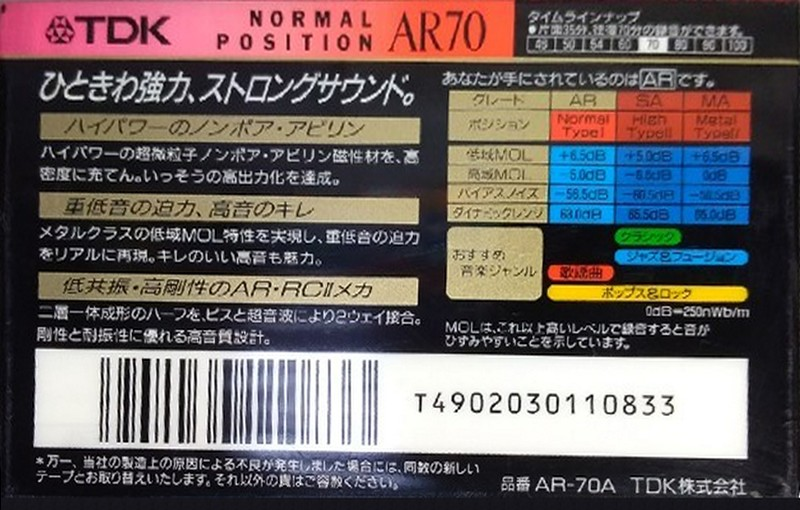 TDK
NORMAL POSITION AR70
タイムラインナップ
●片面35分、往復70分の録音ができます。
46 50 54 60 70 80 90 100
ひときわ強力、ストロングサウンド。
ハイパワーのノンポア・アビリン
ハイパワーの超微粒子ノンポア・アビリン磁性材を、高
密度に充てん。いっそうの高出力化を達成。
重低音の迫力、高音のキレ
メタルクラスの低域MOL特性を実現し、重低音の迫力
をリアルに再現。キレのいい高音も魅力。
低共振・高剛性のAR・RCIIメカ
二層一体成形のハーフを、ビスと超音波により2ウェイ接合。
剛性と耐振性に優れる高音質設計。
あなたが手にされているのはARです。
グレード AR SA MA
ポジション Normal TypeI High TypeII Metal TypeIV
低域MOL +6.5dB +5.0dB +6.5dB
高域MOL -5.0dB -6.0dB 0dB
バイアスノイズ -56.5dB -60.5dB
ダイナミックレンジ 63.0dB 65.5dB
おすすめ
音楽ジャンル
クラシック
ジャズ&フュージョン
歌謡曲
ポップス&ロック
0dB=250nWb/m
MOLは、これ以上高いレベルで録音すると音が
ひずみやすいことを示しています。
T4902030110833
*万一、当社の製造上の原因による不良が発生しました場合には、同数の新しい
テープとお取り替えいたします。それ以外の責はご容赦ください。
品番 AR-70A TDK株式会社